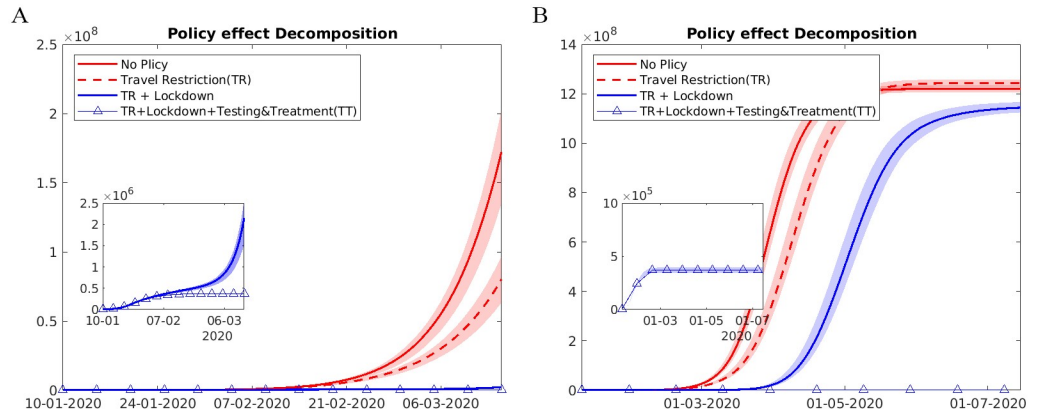 A
Policy effect Decomposition
×10^8
2.5
2
1.5
1
0.5
0
No Plicy
Travel Restriction(TR)
TR + Lockdown
TR+Lockdown+Testing&Treatment(TT)
×10^6
2.5
2
1.5
1
0.5
0
10-01 07-02 06-03
2020
10-01-2020 24-01-2020 07-02-2020 21-02-2020 06-03-2020
B
Policy effect Decomposition
×10^8
14
12
10
8
6
4
2
0
No Plicy
Travel Restriction(TR)
TR + Lockdown
TR+Lockdown+Testing&Treatment(TT)
×10^5
10
5
0
01-03 01-05 01-07
2020
01-03-2020 01-05-2020 01-07-2020